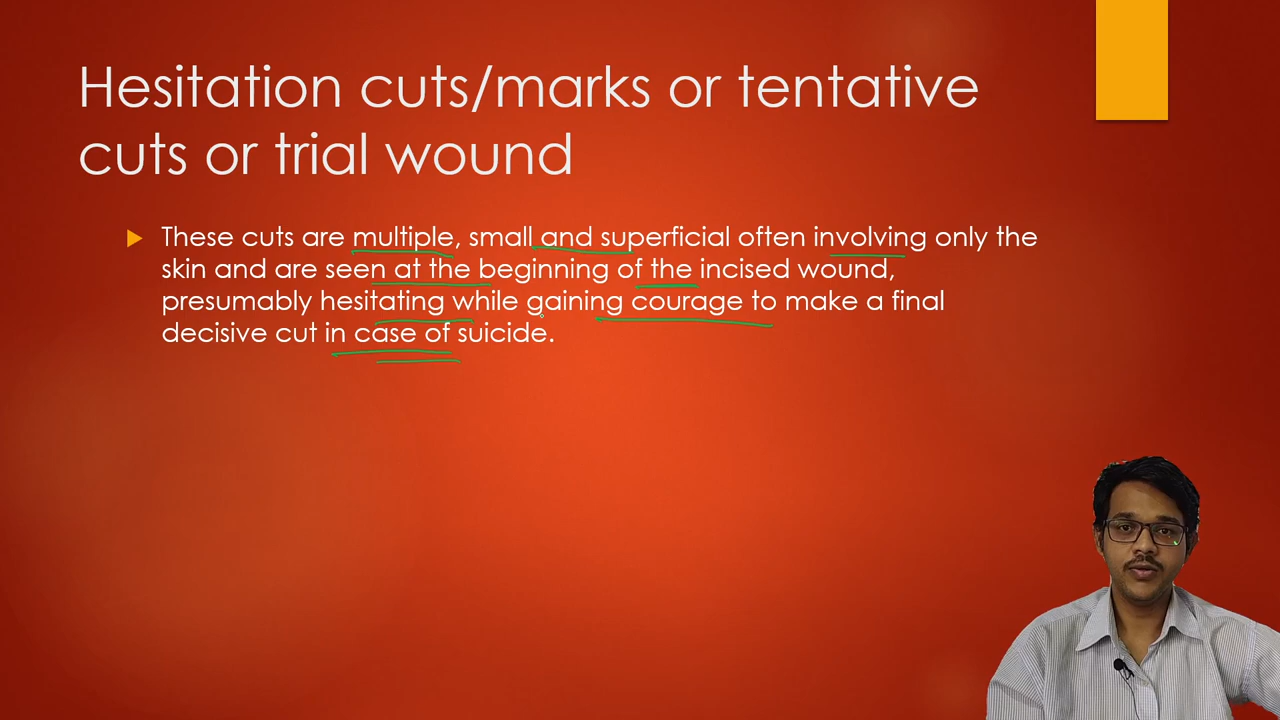 Hesitation cuts/marks or tentative
cuts or trial wound
These cuts are multiple, small and superficial often involving only the
skin and are seen at the beginning of the incised wound,
presumably hesitating while gaining courage to make a final
decisive cut in case of suicide.